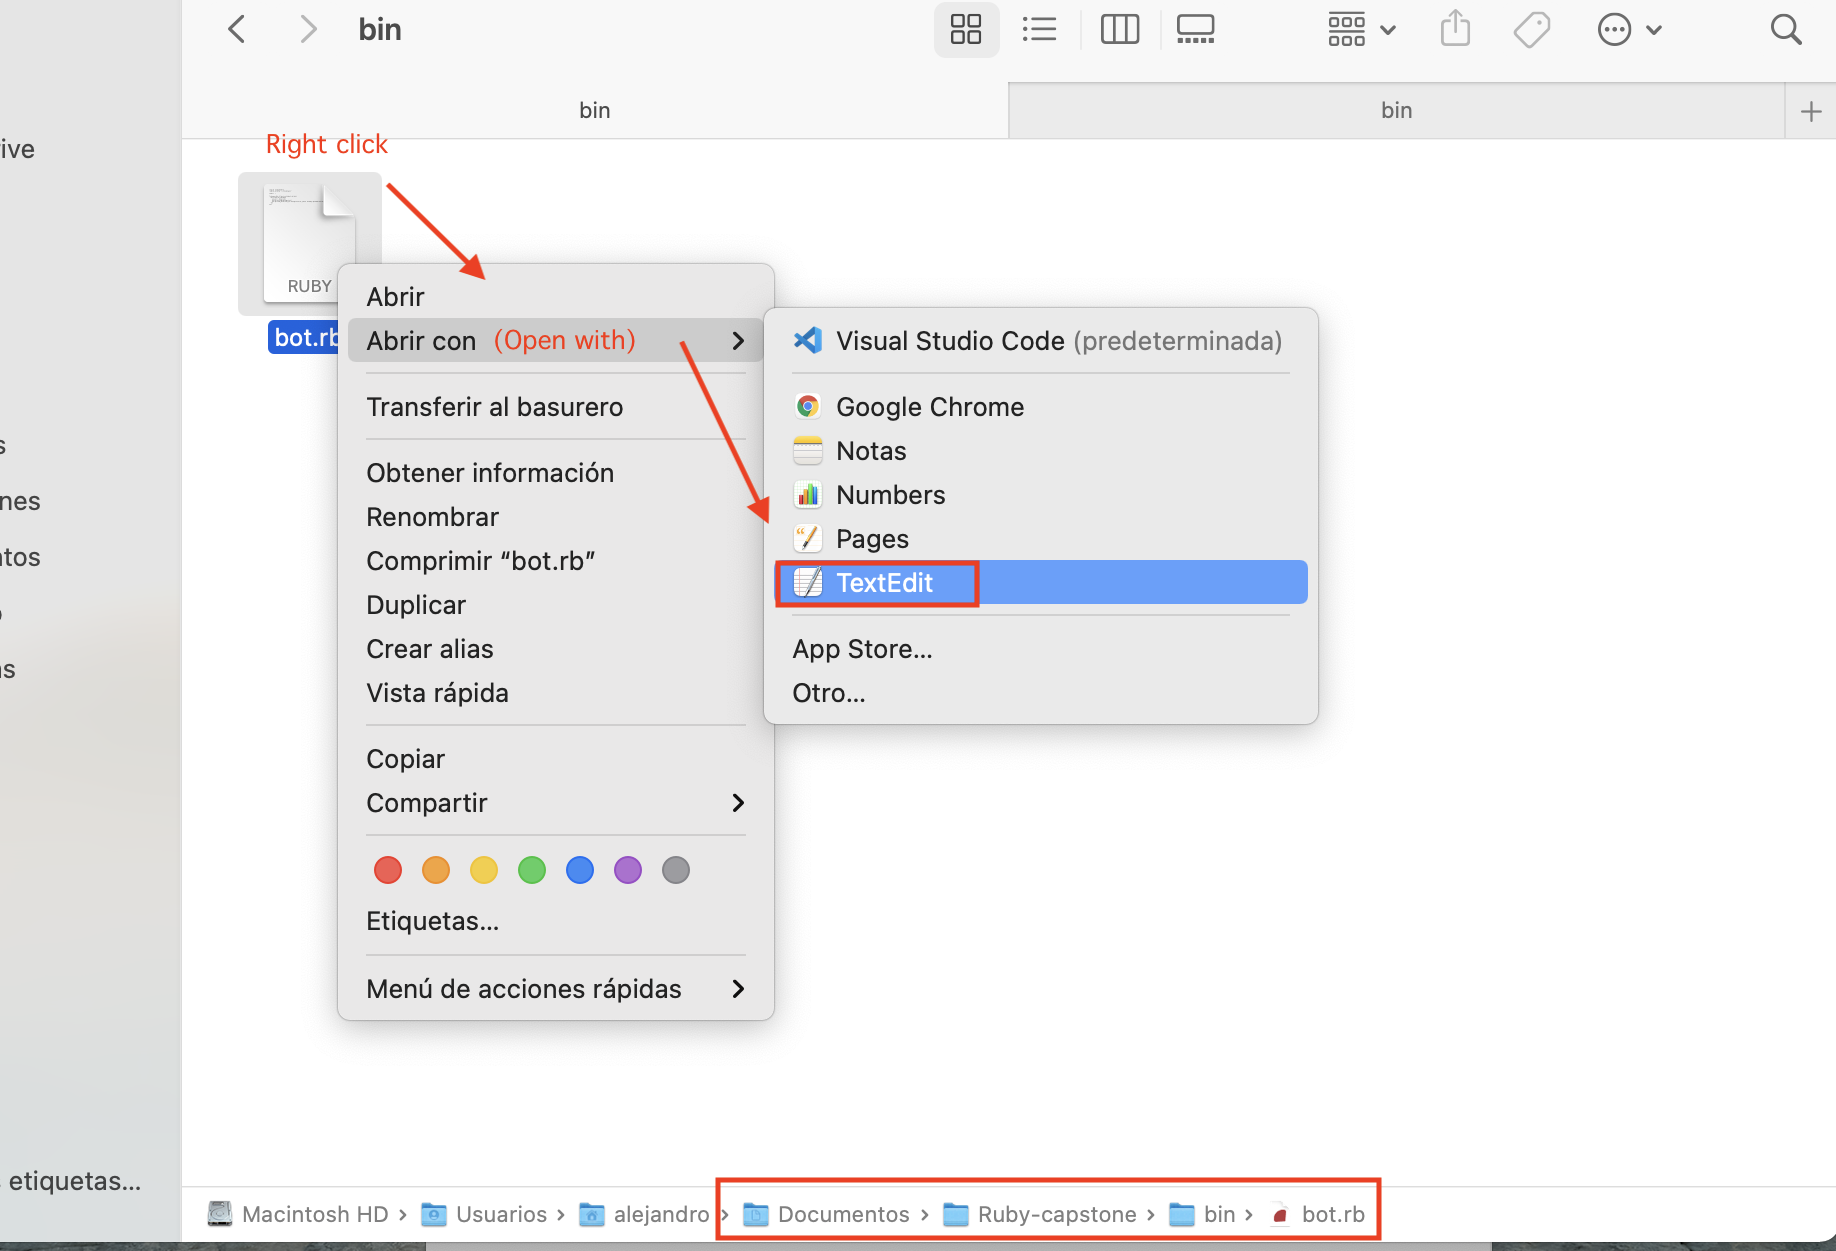 bin
bin
bin
ive
Right click
RUBY
bot.rb
Abrir
Abrir con (Open with)
Transferir al basurero
Obtener información
Renombrar
Comprimir “bot.rb”
Duplicar
Crear alias
Vista rápida
Copiar
Compartir
Etiquetas...
Menú de acciones rápidas
Visual Studio Code (predeterminada)
Google Chrome
Notas
Numbers
Pages
TextEdit
App Store...
Otro...
s
nes
tos
s
etiquetas...
Macintosh HD › Usuarios › alejandro › Documentos › Ruby-capstone › bin › bot.rb